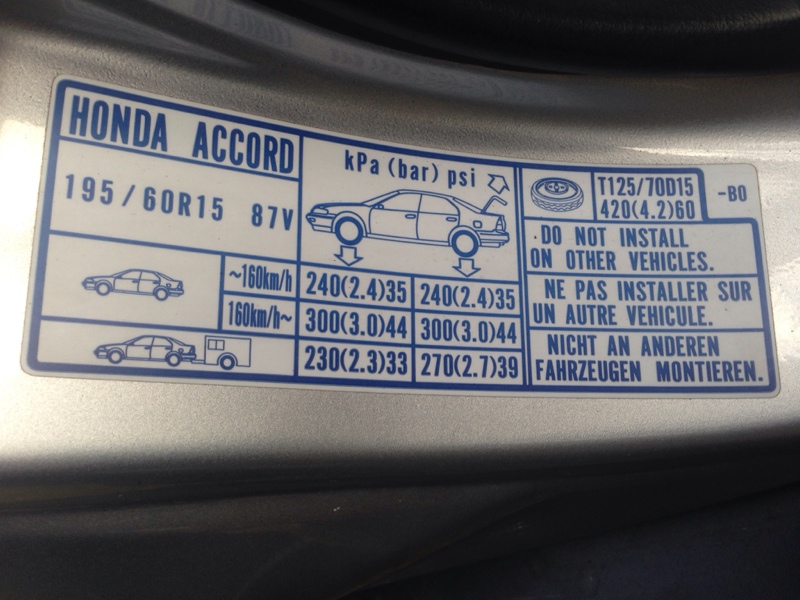 HONDA ACCORD
195/60R15 87V
kPa (bar) psi
~160km/h 240(2.4)35 240(2.4)35
160km/h~ 300(3.0)44 300(3.0)44
230(2.3)33 270(2.7)39
T125/70D15
420(4.2)60
-B0
·DO NOT INSTALL
ON OTHER VEHICLES.
NE PAS INSTALLER SUR
UN AUTRE VEHICULE.
NICHT AN ANDEREN
FAHRZEUGEN MONTIEREN.